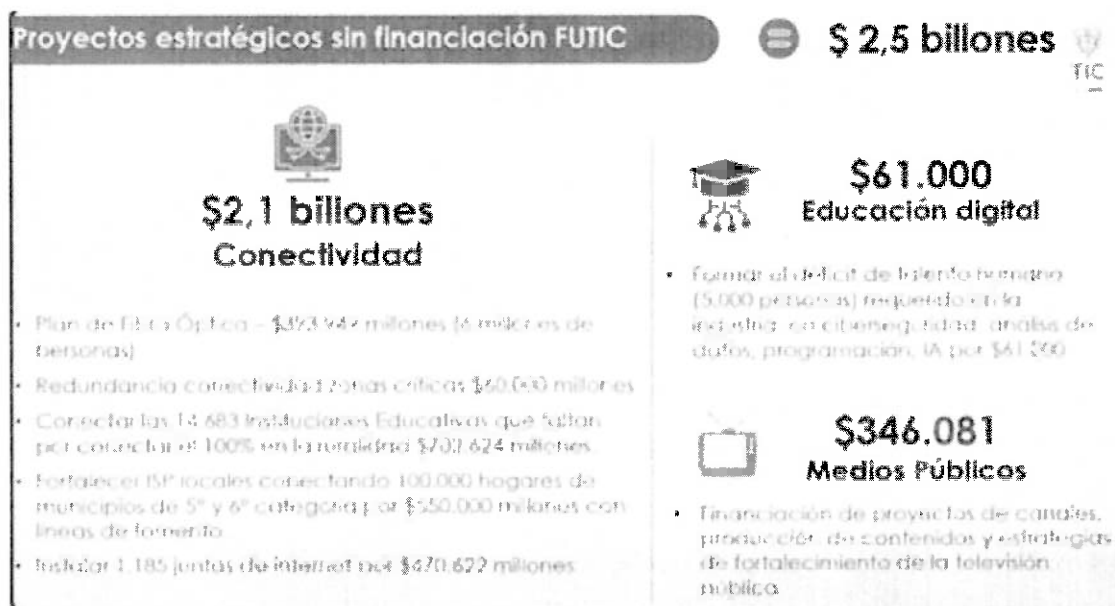 Proyectos estratégicos sin financiación FUTIC
$ 2,5 billones
TIC
$2,1 billones
Conectividad
• Plan de Fibra Óptica – millones (6 millones de
personas)
• Redundancia conectividad zonas críticas $60.000 millones
• Conectar las 14.683 Instituciones Educativas que faltan
por conectar el 100% en la ruralidad $702.624 millones
• Fortalecer ISP locales conectando 100.000 hogares de
municipios de 5° y 6° categoria por $550.000 millones con
líneas de fomento
• Instalar 1.185 juntas de internet por $470.622 millones
$61.000
Educación digital
• Formar el déficit de talento humano
(5.000 personas) requerido en la
industria en ciberseguridad, análisis de
datos, programación, IA por $61.200
$346.081
Medios Públicos
• Financiación de proyectos de canales,
producción de contenidos y estrategias
de fortalecimiento de la televisión
pública